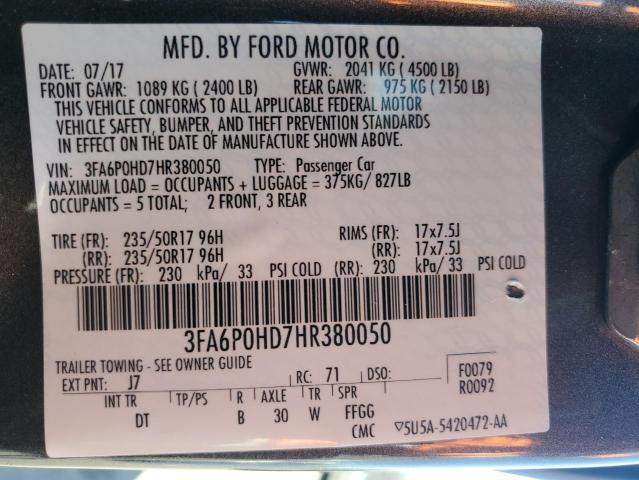 MFD. BY FORD MOTOR CO.
DATE: 07/17 GVWR: 2041 KG ( 4500 LB)
FRONT GAWR: 1089 KG ( 2400 LB) REAR GAWR: 975 KG ( 2150 LB)
THIS VEHICLE CONFORMS TO ALL APPLICABLE FEDERAL MOTOR
VEHICLE SAFETY, BUMPER, AND THEFT PREVENTION STANDARDS
IN EFFECT ON THE DATE OF MANUFACTURE SHOWN ABOVE.
VIN: 3FA6P0HD7HR380050 TYPE: Passenger Car
MAXIMUM LOAD = OCCUPANTS + LUGGAGE = 375KG/ 827LB
OCCUPANTS = 5 TOTAL; 2 FRONT, 3 REAR
TIRE (FR): 235/50R17 96H RIMS (FR): 17x7.5J
(RR): 235/50R17 96H (RR): 17x7.5J
PRESSURE (FR): 230 kPa/ 33 PSI COLD (RR): 230 kPa/ 33 PSI COLD
3FA6P0HD7HR380050
TRAILER TOWING - SEE OWNER GUIDE
EXT PNT: J7 RC: 71 DSO: F0079
R0092
INT TR TP/PS R AXLE TR SPR
DT B 30 W FFGG
CMC ▽5U5A-5420472-AA